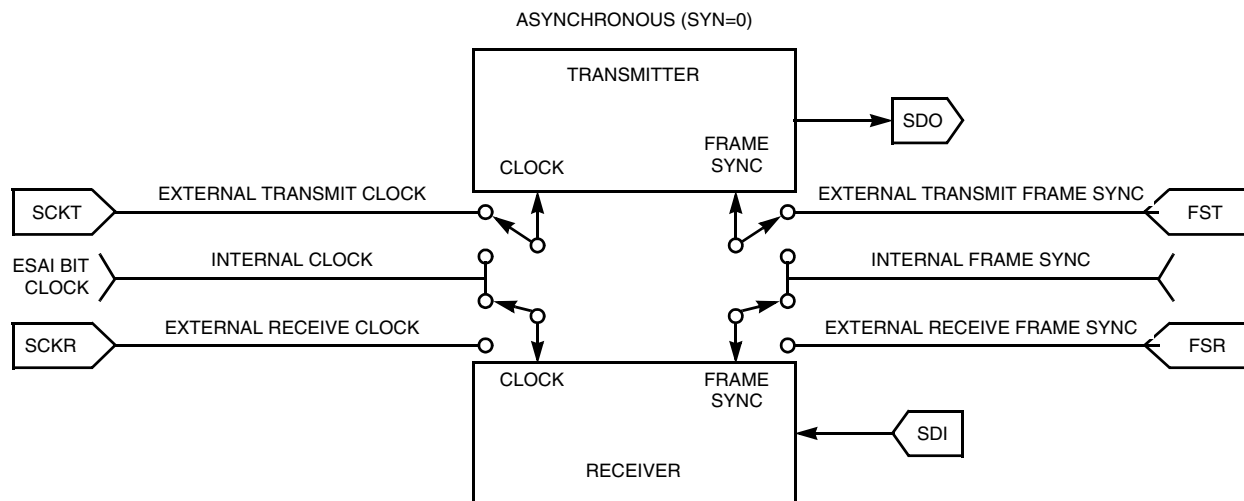 ASYNCHRONOUS (SYN=0)
TRANSMITTER
SDO
FRAME
SYNC
CLOCK
EXTERNAL TRANSMIT CLOCK
EXTERNAL TRANSMIT FRAME SYNC
SCKT
FST
ESAI BIT
CLOCK
INTERNAL CLOCK
INTERNAL FRAME SYNC
EXTERNAL RECEIVE CLOCK
EXTERNAL RECEIVE FRAME SYNC
SCKR
FSR
CLOCK
FRAME
SYNC
SDI
RECEIVER